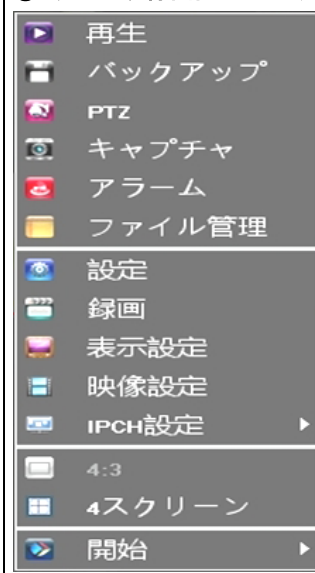 再生
バックアップ
PTZ
キャプチャ
アラーム
ファイル管理
設定
録画
表示設定
映像設定
IPCH設定
4:3
4スクリーン
開始